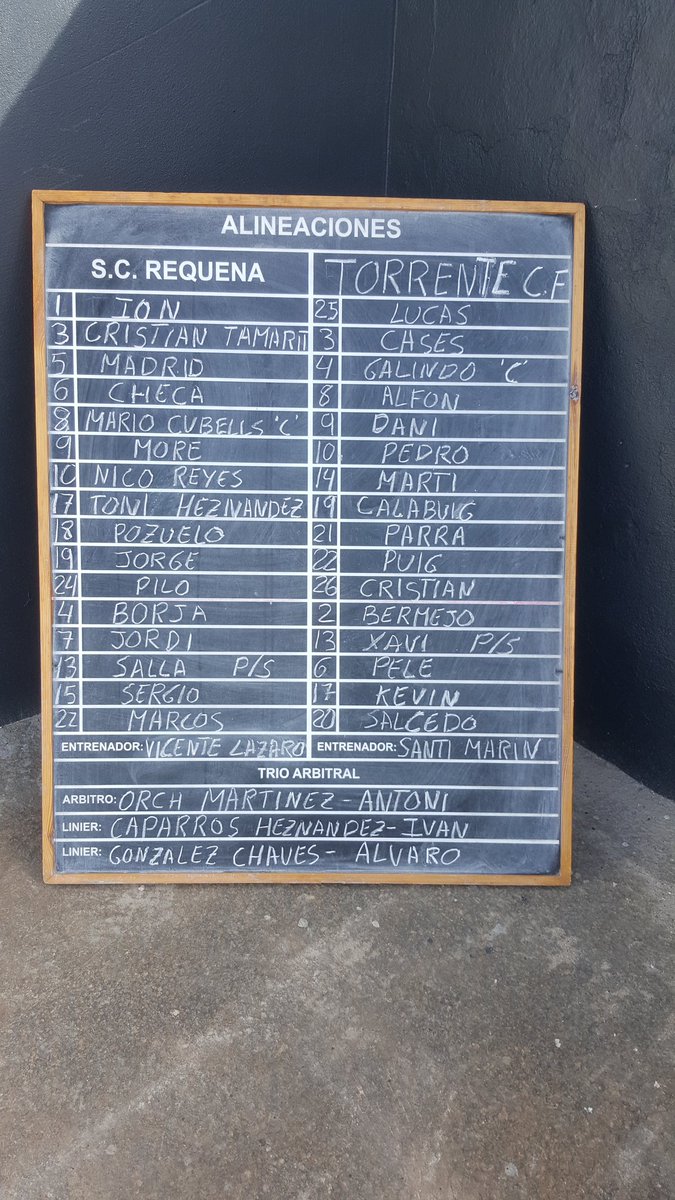 ALINEACIONES
S.C. REQUENA TORRENTE C.F
1 ION 25 LUCAS
3 CRISTIAN TAMARIT 3 CASES
5 MADRID 4 GALINDO 'C'
6 CHECA 8 ALFON
8 MARIO CUBELLS 'C' 9 DANI
9 MORE 10 PEDRO
10 NICO REYES 14 MARTI
17 TONI HEZNANDEZ 19 CALABUIG
18 POZUELO 21 PARRA
19 JORGE 22 PUIG
24 PILO 26 CRISTIAN
4 BORJA 2 BERMEJO
7 JORDI 13 XAVI P/S
13 SALLA P/S 6 PELE
15 SERGIO 17 KEVIN
22 MARCOS 20 SALCEDO
ENTRENADOR: VICENTE LAZARO ENTRENADOR: SANTI MARIN
TRIO ARBITRAL
ARBITRO: ORCH MARTINEZ - ANTONI
LINIER: CAPARROS HEZNANDEZ - IVAN
LINIER: GONZALEZ CHAVES - ALVARO